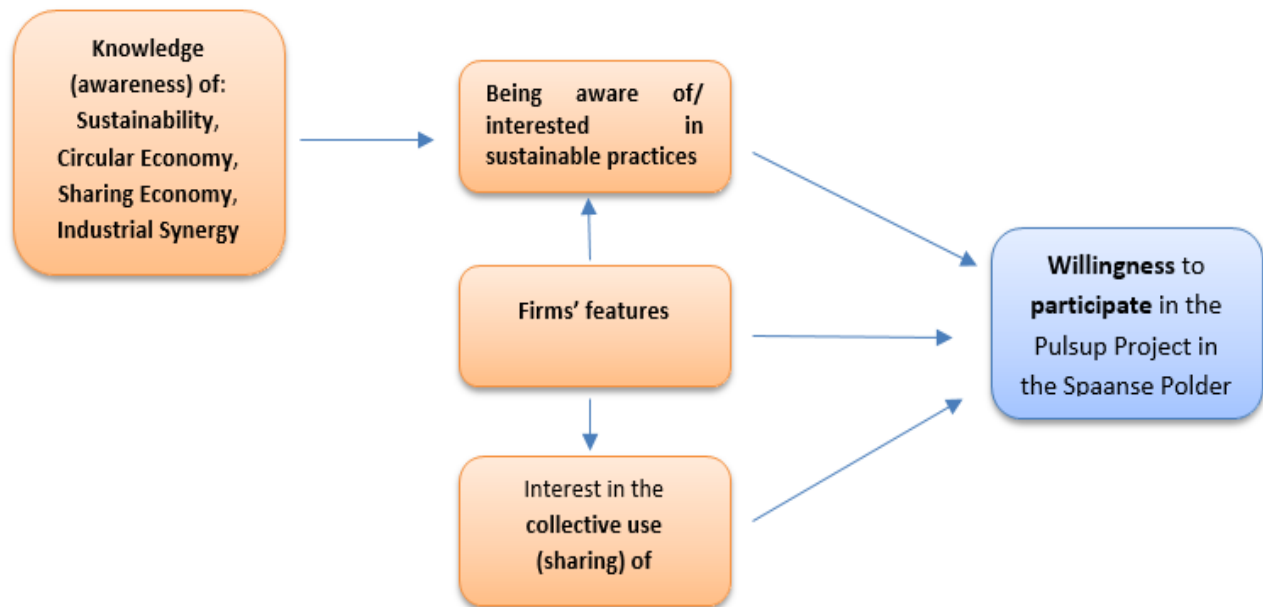 Knowledge
(awareness) of:
Sustainability,
Circular Economy,
Sharing Economy,
Industrial Synergy
Being aware of/
interested in
sustainable practices
Firms’ features
Interest in the
collective use
(sharing) of
Willingness to
participate in the
Pulsup Project in
the Spaanse Polder